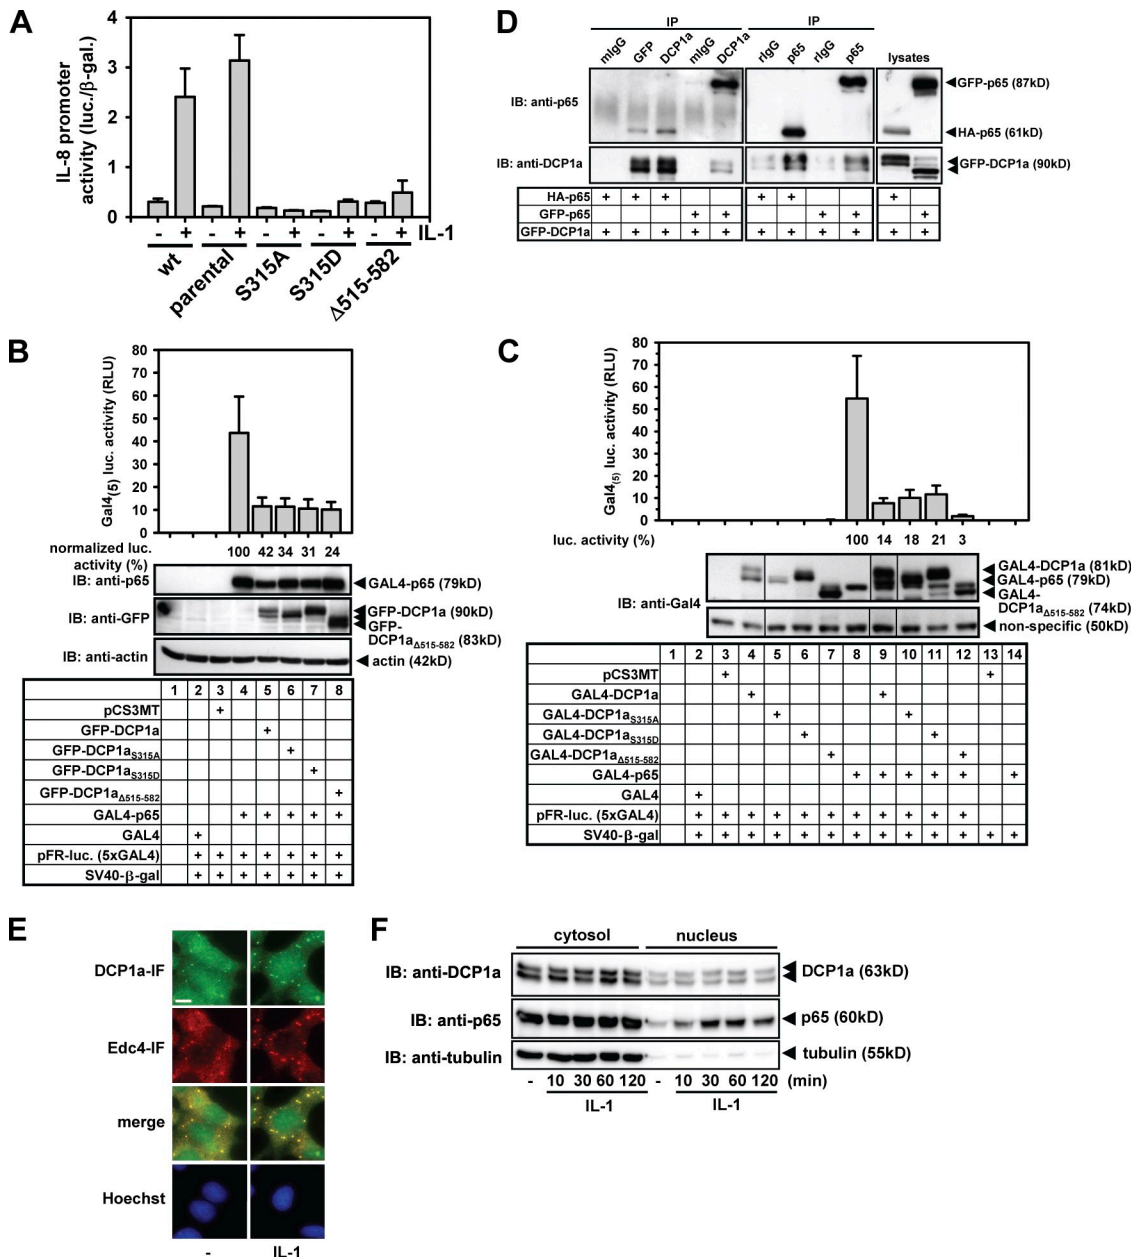 A
IL-8 promoter
activity (luc./β-gal.)
4
3
2
1
0
- + - + - + - + - + IL-1
wt
parental
S315A
S315D
Δ515-582
D
IP
IP
mIgG
GFP
DCP1a
mIgG
DCP1a
rIgG
p65
rIgG
p65
lysates
IB: anti-p65
GFP-p65 (87kD)
HA-p65 (61kD)
IB: anti-DCP1a
GFP-DCP1a (90kD)
HA-p65 + + + + + +
GFP-p65 + + + + +
GFP-DCP1a + + + + + + + + + + +
B
Gal4(5) luc. activity (RLU)
80
70
60
50
40
30
20
10
0
normalized luc.
activity (%)
100 42 34 31 24
IB: anti-p65
GAL4-p65 (79kD)
IB: anti-GFP
GFP-DCP1a (90kD)
GFP-
DCP1aΔ515-582 (83kD)
IB: anti-actin
actin (42kD)
1 2 3 4 5 6 7 8
pCS3MT +
GFP-DCP1a +
GFP-DCP1aS315A +
GFP-DCP1aS315D +
GFP-DCP1aΔ515-582 +
GAL4-p65 + + + + +
GAL4 +
pFR-luc. (5xGAL4) + + + + + + +
SV40-β-gal + + + + + + +
C
Gal4(5) luc. activity (RLU)
80
70
60
50
40
30
20
10
0
luc. activity (%)
100 14 18 21 3
IB: anti-Gal4
GAL4-DCP1a (81kD)
GAL4-p65 (79kD)
GAL4-
DCP1aΔ515-582 (74kD)
non-specific (50kD)
1 2 3 4 5 6 7 8 9 10 11 12 13 14
pCS3MT + +
GAL4-DCP1a + +
GAL4-DCP1aS315A + +
GAL4-DCP1aS315D + +
GAL4-DCP1aΔ515-582 + +
GAL4-p65 + + + + + +
GAL4 +
pFR-luc. (5xGAL4) + + + + + + + + + + +
SV40-β-gal + + + + + + + + + + + + +
E
DCP1a-IF
Edc4-IF
merge
Hoechst
- IL-1
F
cytosol nucleus
IB: anti-DCP1a
DCP1a (63kD)
IB: anti-p65
p65 (60kD)
IB: anti-tubulin
tubulin (55kD)
- 10 30 60 120 - 10 30 60 120 (min)
IL-1 IL-1